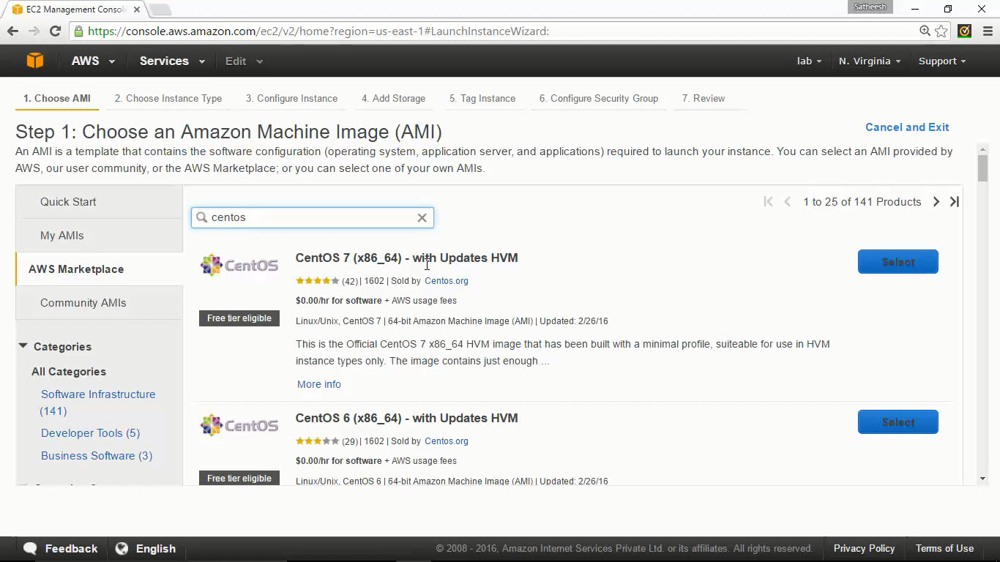 EC2 Management Conso
Satheesh
https://console.aws.amazon.com/ec2/v2/home?region=us-east-1#LaunchInstanceWizard:
AWS Services Edit lab N. Virginia Support
1. Choose AMI 2. Choose Instance Type 3. Configure Instance 4. Add Storage 5. Tag Instance 6. Configure Security Group 7. Review
Step 1: Choose an Amazon Machine Image (AMI)
Cancel and Exit
An AMI is a template that contains the software configuration (operating system, application server, and applications) required to launch your instance. You can select an AMI provided by
AWS, our user community, or the AWS Marketplace; or you can select one of your own AMIs.
Quick Start
My AMIs
AWS Marketplace
Community AMIs
Categories
All Categories
Software Infrastructure
(141)
Developer Tools (5)
Business Software (3)
centos
1 to 25 of 141 Products
CentOS
Free tier eligible
CentOS 7 (x86_64) - with Updates HVM
Select
(42) | 1602 | Sold by Centos.org
$0.00/hr for software + AWS usage fees
Linux/Unix, CentOS 7 | 64-bit Amazon Machine Image (AMI) | Updated: 2/26/16
This is the Official CentOS 7 x86_64 HVM image that has been built with a minimal profile, suiteable for use in HVM
instance types only. The image contains just enough ...
More info
CentOS
Free tier eligible
CentOS 6 (x86_64) - with Updates HVM
Select
(29) | 1602 | Sold by Centos.org
$0.00/hr for software + AWS usage fees
Linux/Unix, CentOS 6 | 64-bit Amazon Machine Image (AMI) | Updated: 2/26/16
Feedback English © 2008 - 2016, Amazon Internet Services Private Ltd. or its affiliates. All rights reserved. Privacy Policy Terms of Use